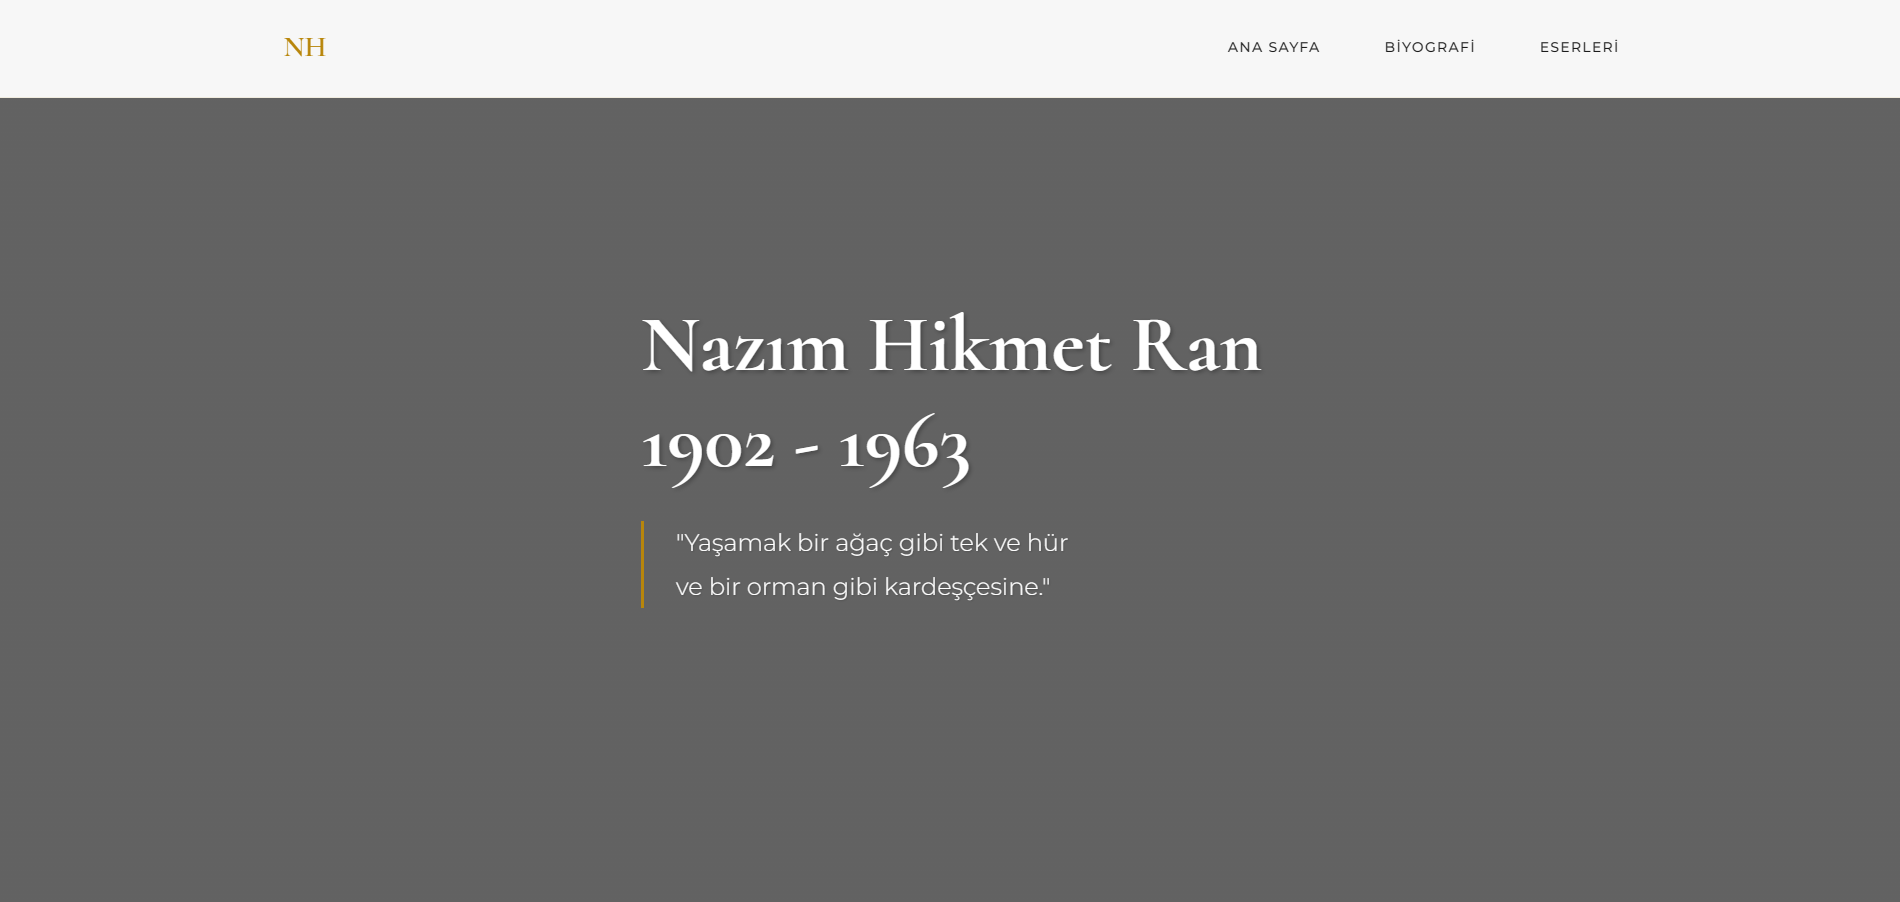 NH
ANA SAYFA
BİYOGRAFİ
ESERLERİ
Nazım Hikmet Ran
1902 - 1963
"Yaşamak bir ağaç gibi tek ve hür
ve bir orman gibi kardeşçesine."